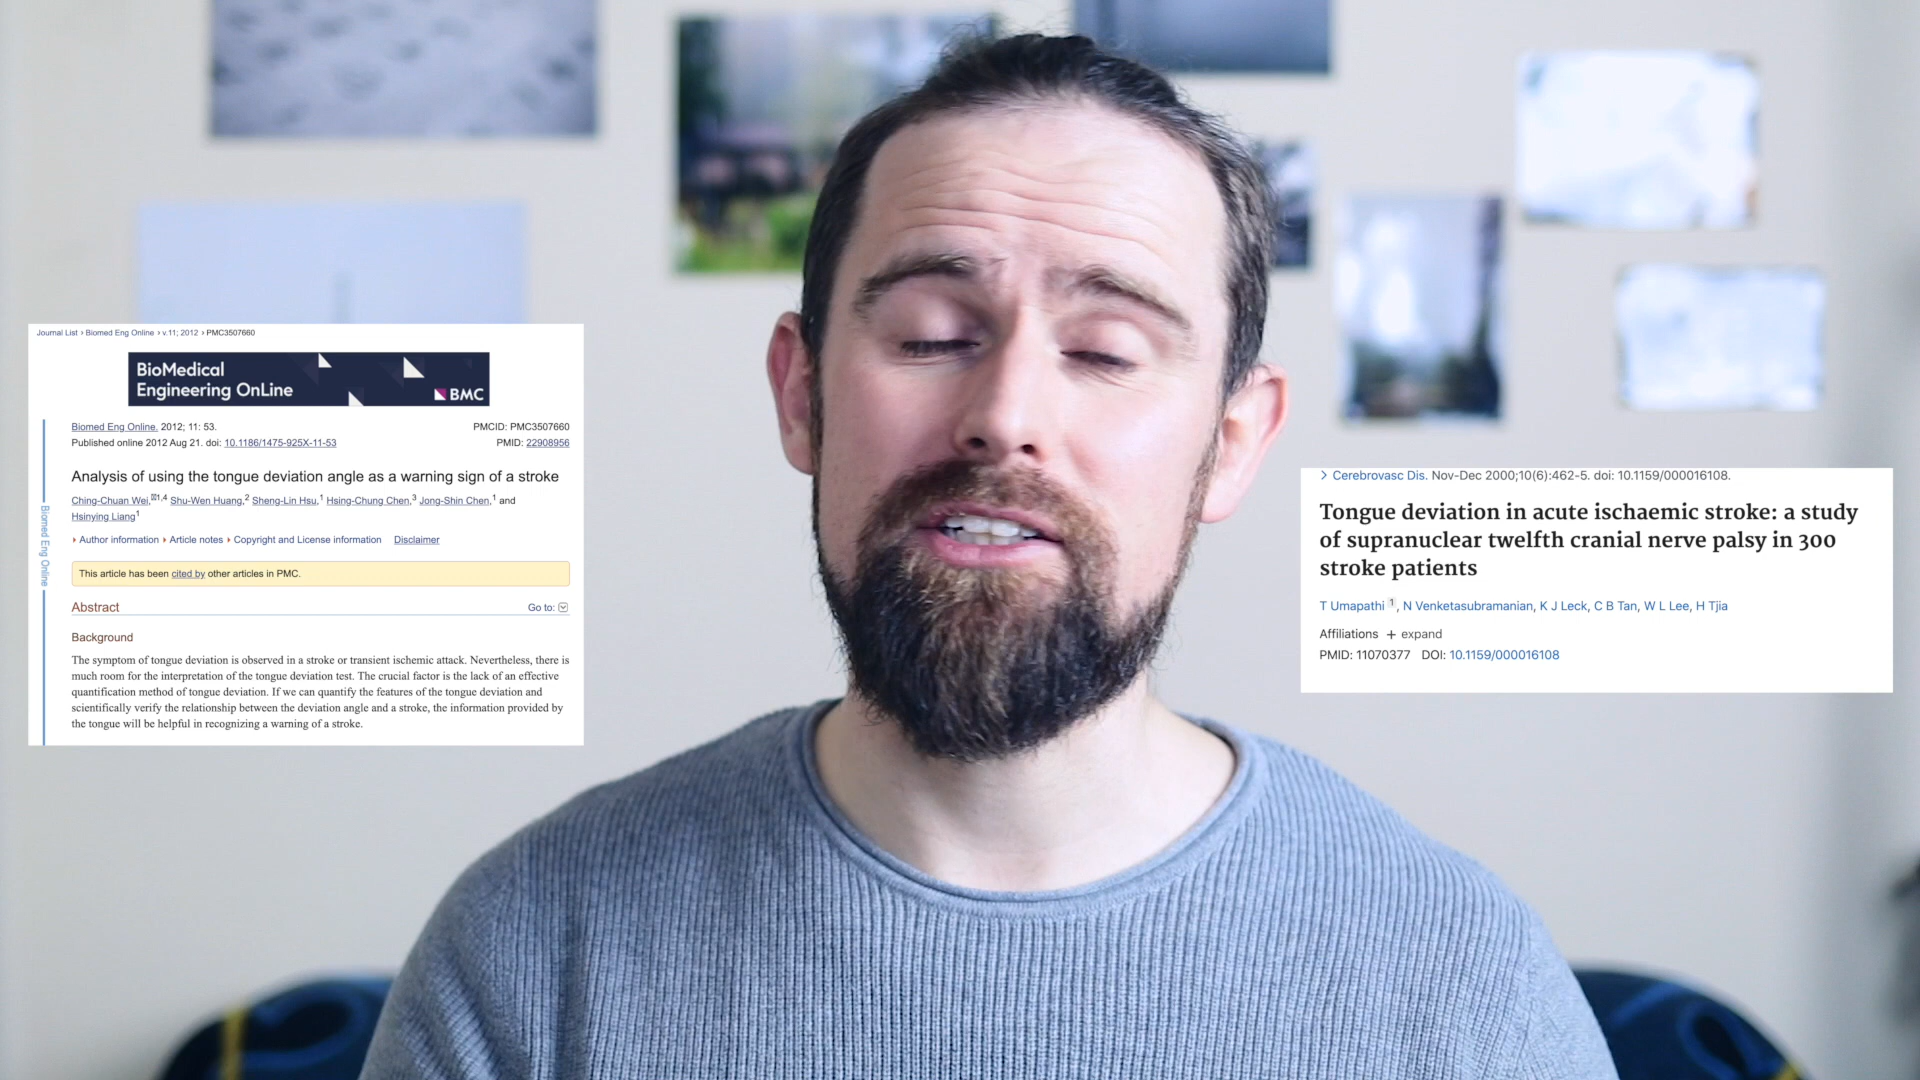 Journal List › Biomed Eng Online › v.11; 2012 › PMC3507660
BioMedical
Engineering OnLine
BMC
Biomed Eng Online. 2012; 11: 53.
PMCID: PMC3507660
Published online 2012 Aug 21. doi: 10.1186/1475-925X-11-53
PMID: 22908956
Analysis of using the tongue deviation angle as a warning sign of a stroke
Ching-Chuan Wei,✉1,4 Shu-Wen Huang,2 Sheng-Lin Hsu,1 Hsing-Chung Chen,3 Jong-Shin Chen,1 and
Hsinying Liang1
Author information
Article notes
Copyright and License information
Disclaimer
This article has been cited by other articles in PMC.
Abstract
Go to:
Background
The symptom of tongue deviation is observed in a stroke or transient ischemic attack. Nevertheless, there is
much room for the interpretation of the tongue deviation test. The crucial factor is the lack of an effective
quantification method of tongue deviation. If we can quantify the features of the tongue deviation and
scientifically verify the relationship between the deviation angle and a stroke, the information provided by
the tongue will be helpful in recognizing a warning of a stroke.
Biomed Eng Online
> Cerebrovasc Dis. Nov-Dec 2000;10(6):462-5. doi: 10.1159/000016108.
Tongue deviation in acute ischaemic stroke: a study
of supranuclear twelfth cranial nerve palsy in 300
stroke patients
T Umapathi 1, N Venketasubramanian, K J Leck, C B Tan, W L Lee, H Tjia
Affiliations + expand
PMID: 11070377 DOI: 10.1159/000016108